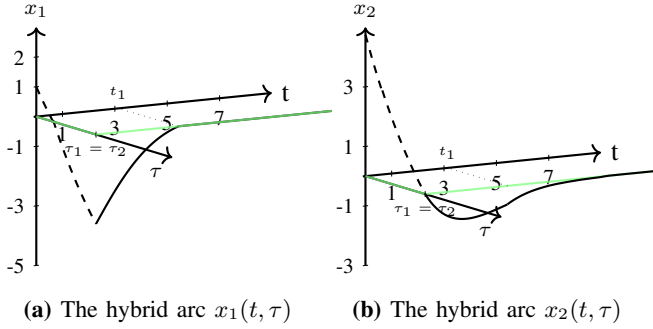 x₁
x₂
2
1
-1
-3
-5
t₁
t
1
3
5
7
τ₁ = τ₂
τ
3
-1
-3
t₁
t
1
3
5
7
τ₁ = τ₂
τ
(a) The hybrid arc x₁(t, τ)
(b) The hybrid arc x₂(t, τ)